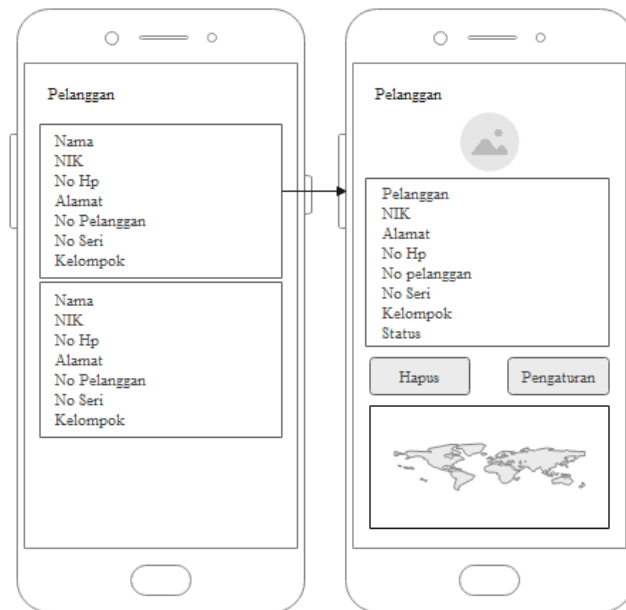 Pelanggan
Nama
NIK
No Hp
Alamat
No Pelanggan
No Seri
Kelompok
Nama
NIK
No Hp
Alamat
No Pelanggan
No Seri
Kelompok
Pelanggan
Pelanggan
NIK
Alamat
No Hp
No pelanggan
No Seri
Kelompok
Status
Hapus
Pengaturan